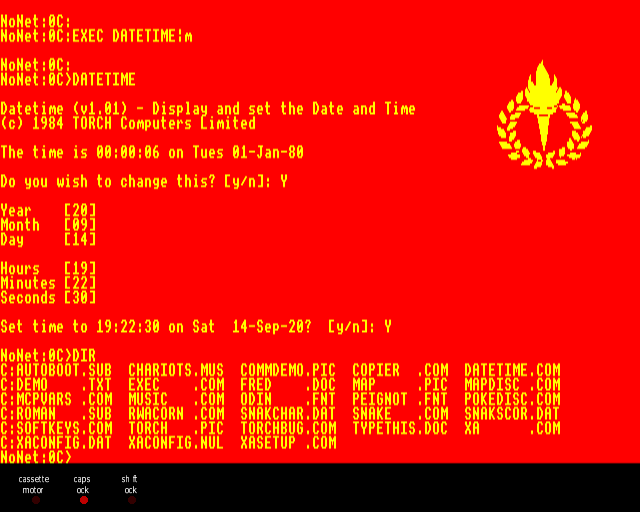 NoNet:0C:
NoNet:0C:EXEC DATETIME|m
NoNet:0C:
NoNet:0C>DATETIME
Datetime (v1.01) - Display and set the Date and Time
(c) 1984 TORCH Computers Limited
The time is 00:00:06 on Tues 01-Jan-80
Do you wish to change this? [y/n]: Y
Year    [20]
Month   [09]
Day     [14]
Hours   [19]
Minutes [22]
Seconds [30]
Set time to 19:22:30 on Sat  14-Sep-20?  [y/n]: Y
NoNet:0C>DIR
C:AUTOBOOT.SUB  CHARIOTS.MUS  COMMDEMO.PIC  COPIER  .COM  DATETIME.COM
C:DEMO    .TXT  EXEC    .COM  FRED    .DOC  MAP     .PIC  MAPDISC .COM
C:MCPVARS .COM  MUSIC   .COM  ODIN    .FNT  PEIGNOT .FNT  POKEDISC.COM
C:ROMAN   .SUB  RWACORN .COM  SNAKCHAR.DAT  SNAKE   .COM  SNAKSCOR.DAT
C:SOFTKEYS.COM  TORCH   .PIC  TORCHBUG.COM  TYPETHIS.DOC  XA      .COM
C:XACONFIG.DAT  XACONFIG.NUL  XASETUP .COM
NoNet:0C>
cassette motor
caps ock
sh ft ock